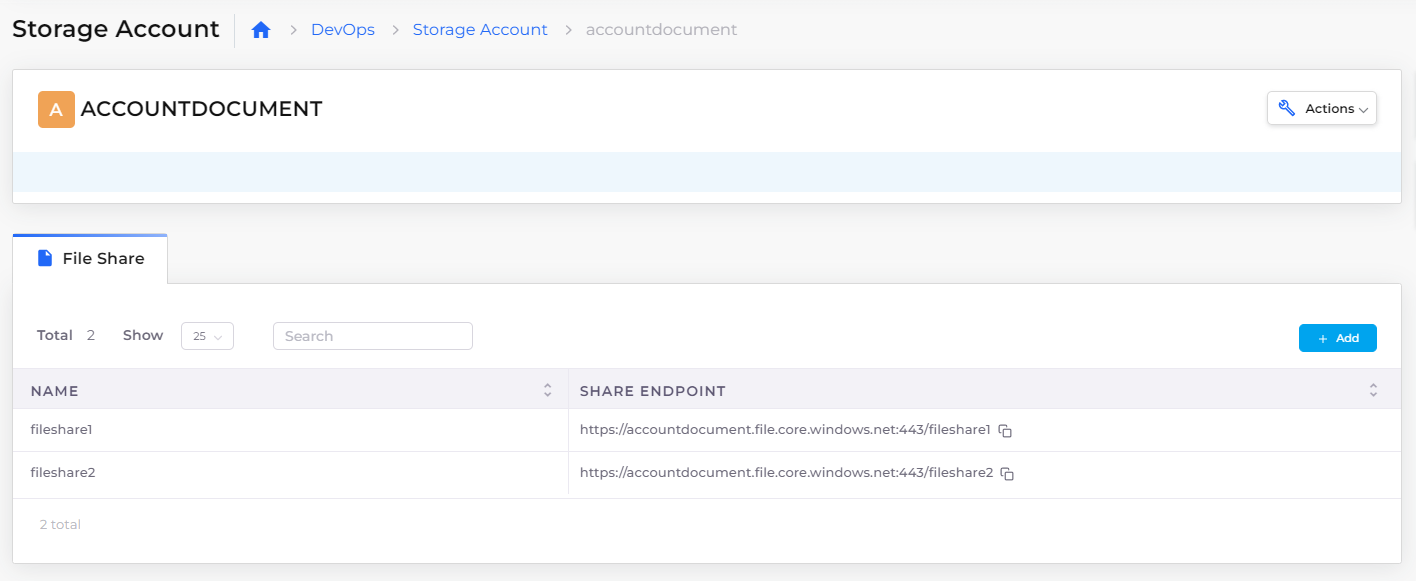 Storage Account > DevOps > Storage Account > accountdocument
A ACCOUNTDOCUMENT Actions
File Share
Total 2 Show 25 Search + Add
NAME SHARE ENDPOINT
fileshare1 https://accountdocument.file.core.windows.net:443/fileshare1
fileshare2 https://accountdocument.file.core.windows.net:443/fileshare2
2 total